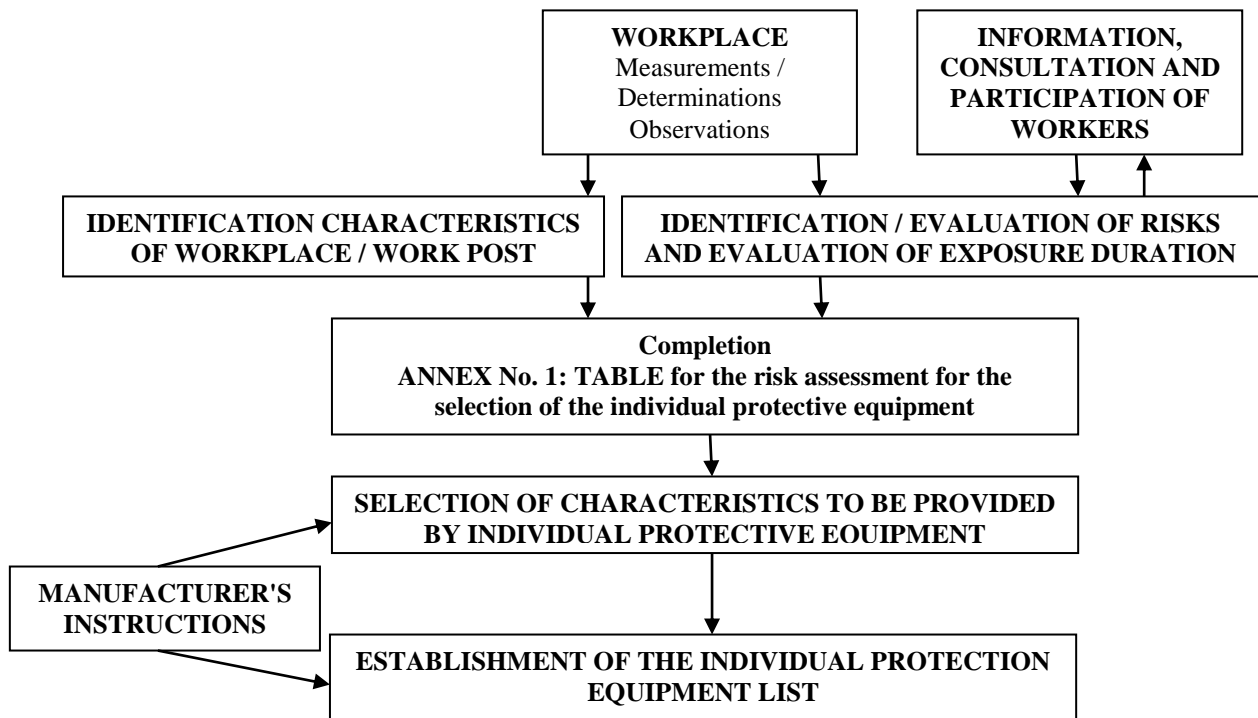 WORKPLACE
Measurements /
Determinations
Observations
INFORMATION,
CONSULTATION AND
PARTICIPATION OF
WORKERS
IDENTIFICATION CHARACTERISTICS
OF WORKPLACE / WORK POST
IDENTIFICATION / EVALUATION OF RISKS
AND EVALUATION OF EXPOSURE DURATION
Completion
ANNEX No. 1: TABLE for the risk assessment for the
selection of the individual protective equipment
SELECTION OF CHARACTERISTICS TO BE PROVIDED
BY INDIVIDUAL PROTECTIVE EQUIPMENT
MANUFACTURER'S
INSTRUCTIONS
ESTABLISHMENT OF THE INDIVIDUAL PROTECTION
EQUIPMENT LIST